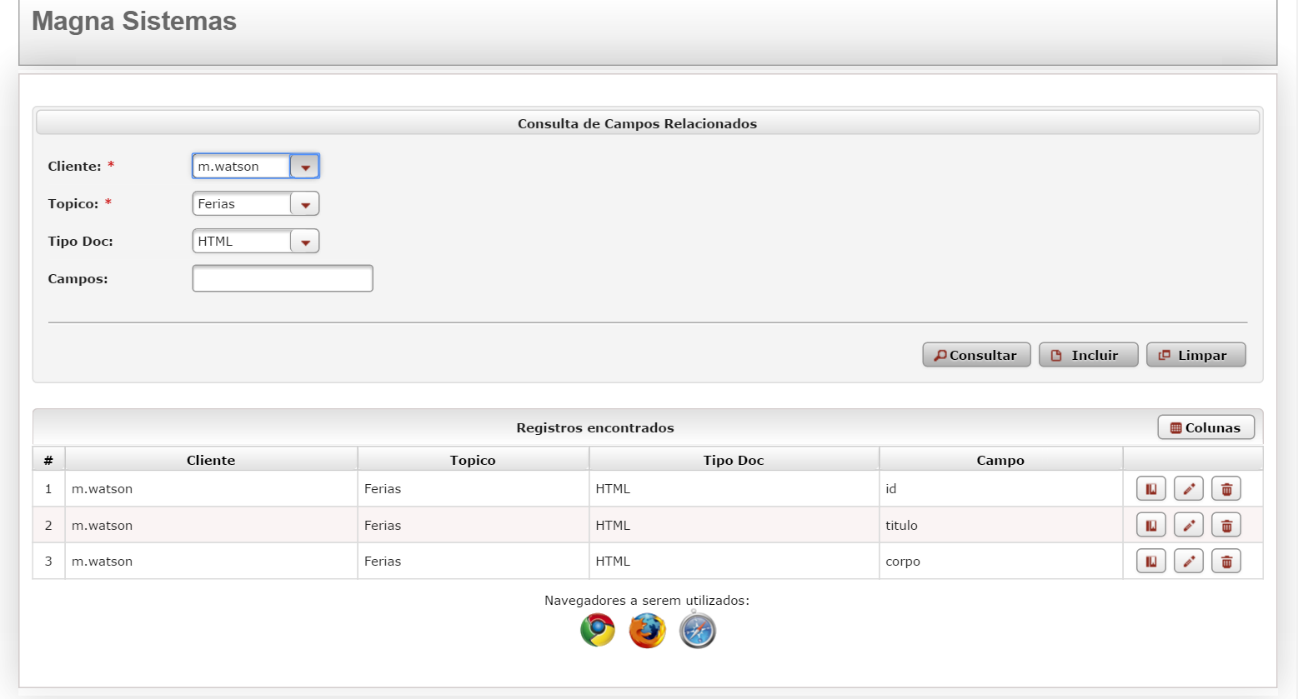 Magna Sistemas
Consulta de Campos Relacionados
Cliente: * m.watson
Topico: * Ferias
Tipo Doc: HTML
Campos:
Consultar Incluir Limpar
Registros encontrados Colunas
# Cliente Topico Tipo Doc Campo
1 m.watson Ferias HTML id
2 m.watson Ferias HTML titulo
3 m.watson Ferias HTML corpo
Navegadores a serem utilizados: